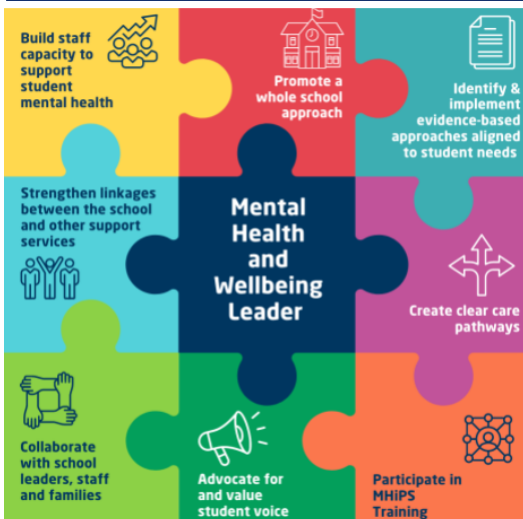 Build staff
capacity to
support
student
mental health
Promote a
whole school
approach
Identify &
implement
evidence-based
approaches aligned
to student needs
Strengthen linkages
between the school
and other support
services
Mental
Health
and
Wellbeing
Leader
Create clear care
pathways
Collaborate
with school
leaders, staff
and families
Advocate for
and value
student voice
Participate in
MHiPS
Training